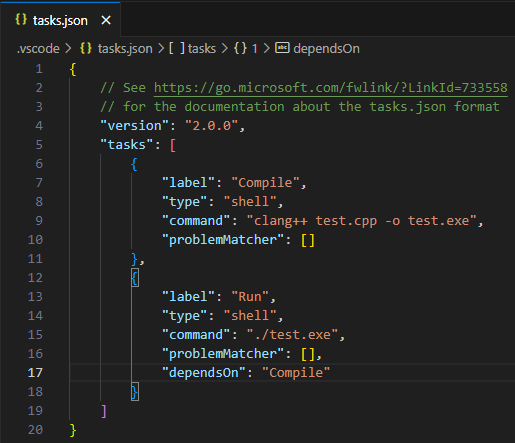 tasks.json
.vscode > tasks.json > [ ] tasks > {} 1 > abc dependsOn
1 {
2     // See https://go.microsoft.com/fwlink/?LinkId=733558
3     // for the documentation about the tasks.json format
4     "version": "2.0.0",
5     "tasks": [
6         {
7             "label": "Compile",
8             "type": "shell",
9             "command": "clang++ test.cpp -o test.exe",
10             "problemMatcher": []
11         },
12         {
13             "label": "Run",
14             "type": "shell",
15             "command": "./test.exe",
16             "problemMatcher": [],
17             "dependsOn": "Compile"
18         }
19     ]
20 }